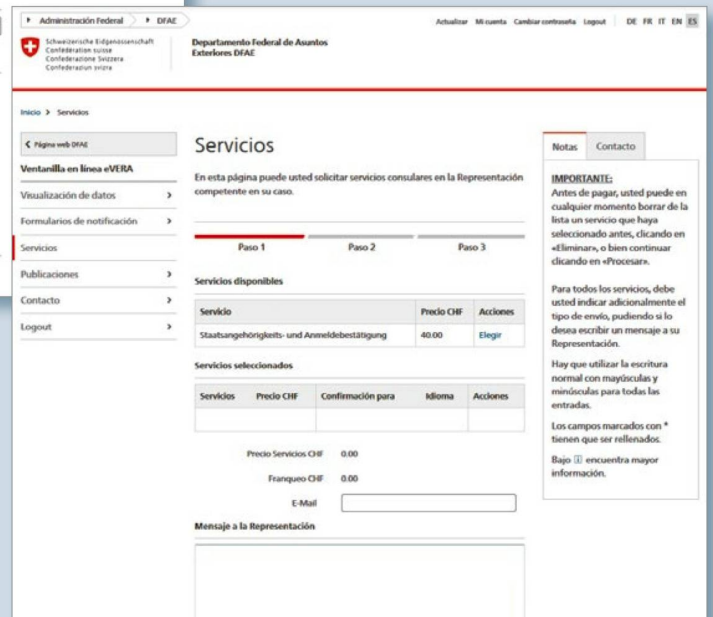 Administración Federal
DFAE
Actualizar Mi cuenta Cambiar contraseña Logout DE FR IT EN ES
Schweizerische Eidgenossenschaft
Confédération suisse
Confederazione Svizzera
Confederaziun svizra
Departamento Federal de Asuntos
Exteriores DFAE
Inicio > Servicios
Página web DFAE
Ventanilla en línea eVERA
Visualización de datos
Formularios de notificación
Servicios
Publicaciones
Contacto
Logout
Servicios
En esta página puede usted solicitar servicios consulares en la Representación
competente en su caso.
Paso 1 Paso 2 Paso 3
Servicios disponibles
Servicio Precio CHF Acciones
Staatsangehörigkeits- und Anmeldebestätigung 40.00 Elegir
Servicios seleccionados
Servicios Precio CHF Confirmación para Idioma Acciones
Precio Servicios CHF 0.00
Franqueo CHF 0.00
E-Mail
Mensaje a la Representación
Notas Contacto
IMPORTANTE:
Antes de pagar, usted puede en
cualquier momento borrar de la
lista un servicio que haya
seleccionado antes, clicando en
«Eliminar», o bien continuar
clicando en «Procesar».
Para todos los servicios, debe
usted indicar adicionalmente el
tipo de envío, pudiendo si lo
desea escribir un mensaje a su
Representación.
Hay que utilizar la escritura
normal con mayúsculas y
minúsculas para todas las
entradas.
Los campos marcados con *
tienen que ser rellenados.
Bajo i encuentra mayor
información.